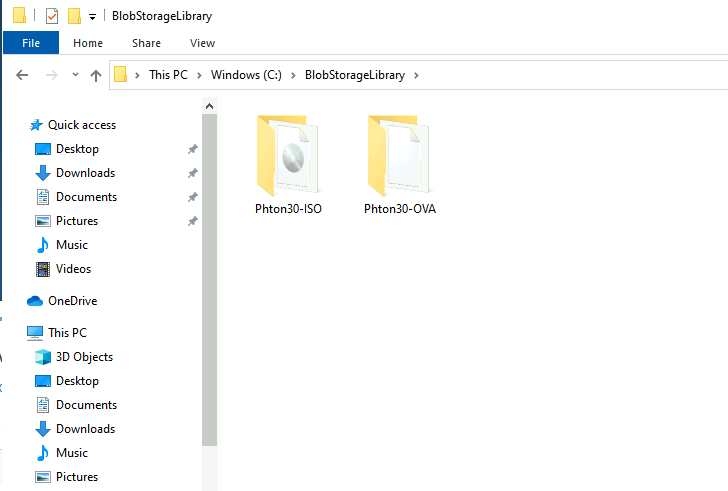 BlobStorageLibrary
File Home Share View
This PC Windows (C:) BlobStorageLibrary
Quick access
Desktop
Downloads
Documents
Pictures
Music
Videos
OneDrive
This PC
3D Objects
Desktop
Documents
Downloads
Music
Pictures
Phton30-ISO
Phton30-OVA